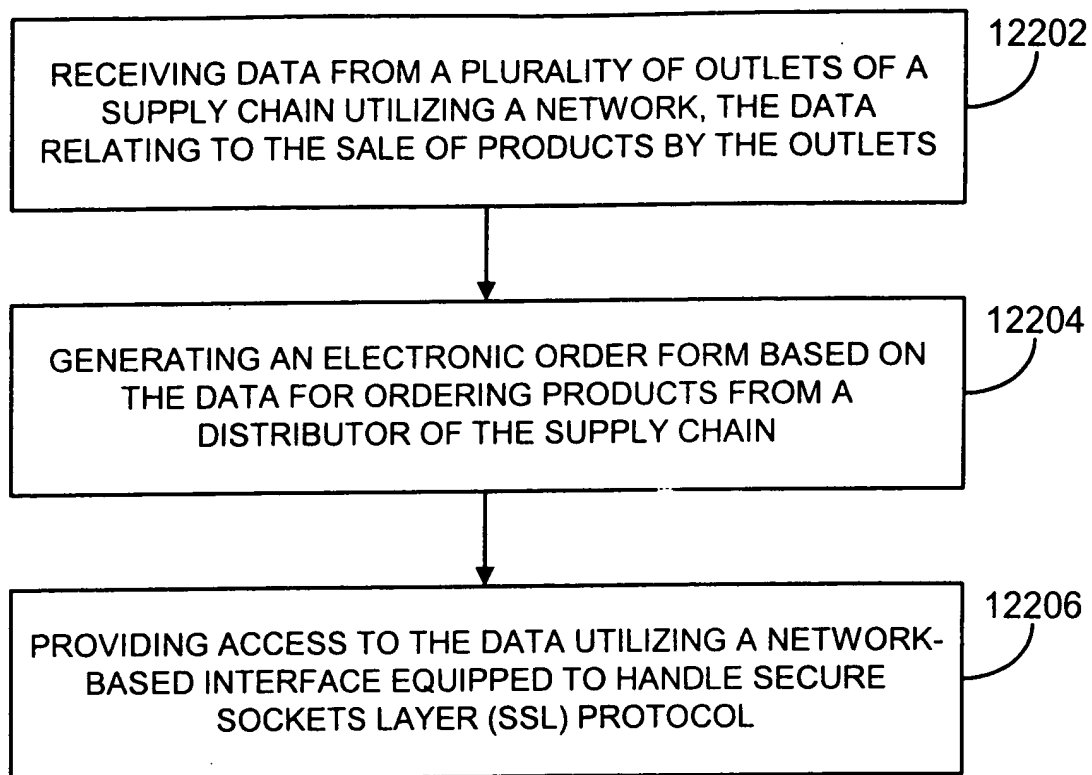 12202
RECEIVING DATA FROM A PLURALITY OF OUTLETS OF A
SUPPLY CHAIN UTILIZING A NETWORK, THE DATA
RELATING TO THE SALE OF PRODUCTS BY THE OUTLETS
12204
GENERATING AN ELECTRONIC ORDER FORM BASED ON
THE DATA FOR ORDERING PRODUCTS FROM A
DISTRIBUTOR OF THE SUPPLY CHAIN
12206
PROVIDING ACCESS TO THE DATA UTILIZING A NETWORK-
BASED INTERFACE EQUIPPED TO HANDLE SECURE
SOCKETS LAYER (SSL) PROTOCOL